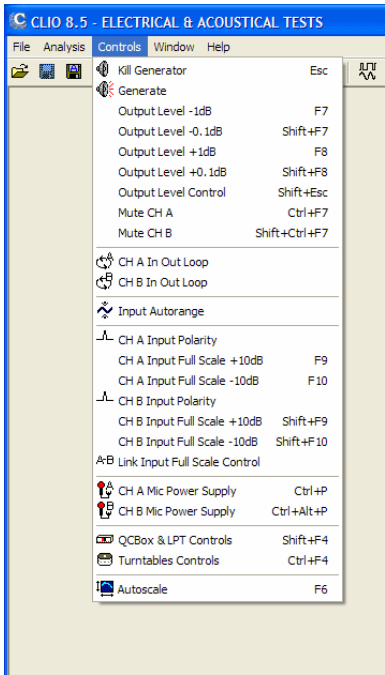 CLIO 8.5 - ELECTRICAL & ACOUSTICAL TESTS
File Analysis Controls Window Help
Kill Generator Esc
Generate
Output Level -1dB F7
Output Level -0.1dB Shift+F7
Output Level +1dB F8
Output Level +0.1dB Shift+F8
Output Level Control Shift+Esc
Mute CH A Ctrl+F7
Mute CH B Shift+Ctrl+F7
CH A In Out Loop
CH B In Out Loop
Input Autorange
CH A Input Polarity
CH A Input Full Scale +10dB F9
CH A Input Full Scale -10dB F10
CH B Input Polarity
CH B Input Full Scale +10dB Shift+F9
CH B Input Full Scale -10dB Shift+F10
A-B Link Input Full Scale Control
CH A Mic Power Supply Ctrl+P
CH B Mic Power Supply Ctrl+Alt+P
QCBox & LPT Controls Shift+F4
Turntables Controls Ctrl+F4
Autoscale F6